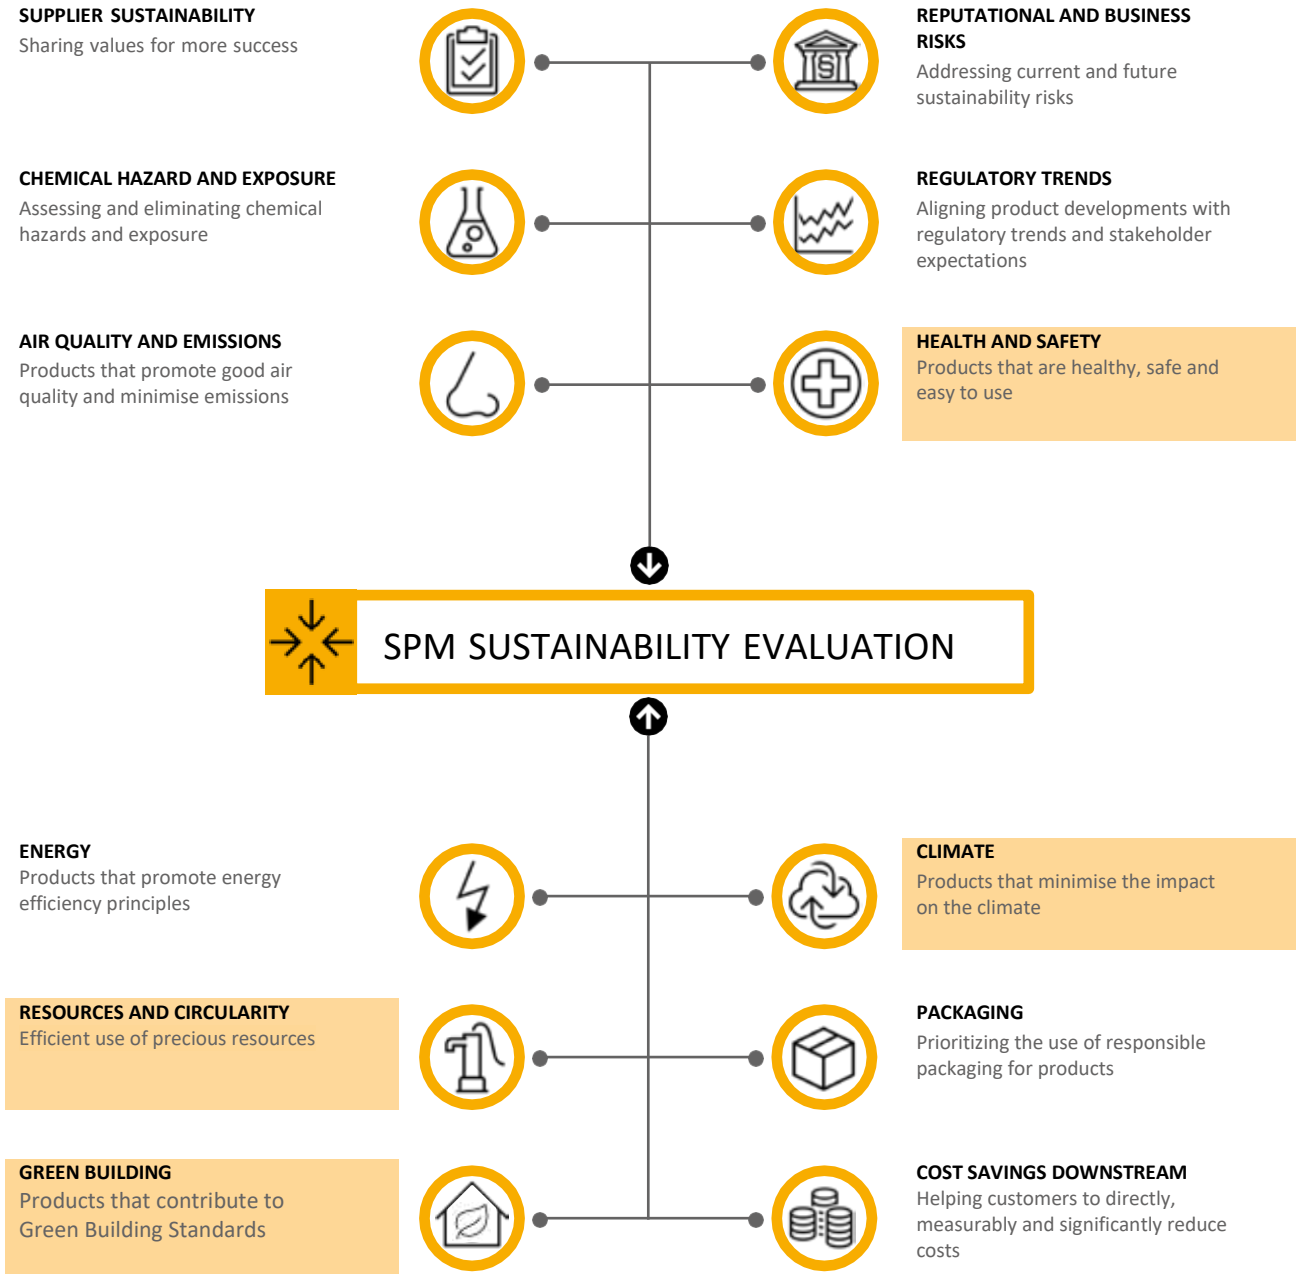 SUPPLIER SUSTAINABILITY
Sharing values for more success
REPUTATIONAL AND BUSINESS
RISKS
Addressing current and future
sustainability risks
CHEMICAL HAZARD AND EXPOSURE
Assessing and eliminating chemical
hazards and exposure
REGULATORY TRENDS
Aligning product developments with
regulatory trends and stakeholder
expectations
AIR QUALITY AND EMISSIONS
Products that promote good air
quality and minimise emissions
HEALTH AND SAFETY
Products that are healthy, safe and
easy to use
§
SPM SUSTAINABILITY EVALUATION
ENERGY
Products that promote energy
efficiency principles
CLIMATE
Products that minimise the impact
on the climate
RESOURCES AND CIRCULARITY
Efficient use of precious resources
PACKAGING
Prioritizing the use of responsible
packaging for products
GREEN BUILDING
Products that contribute to
Green Building Standards
COST SAVINGS DOWNSTREAM
Helping customers to directly,
measurably and significantly reduce
costs